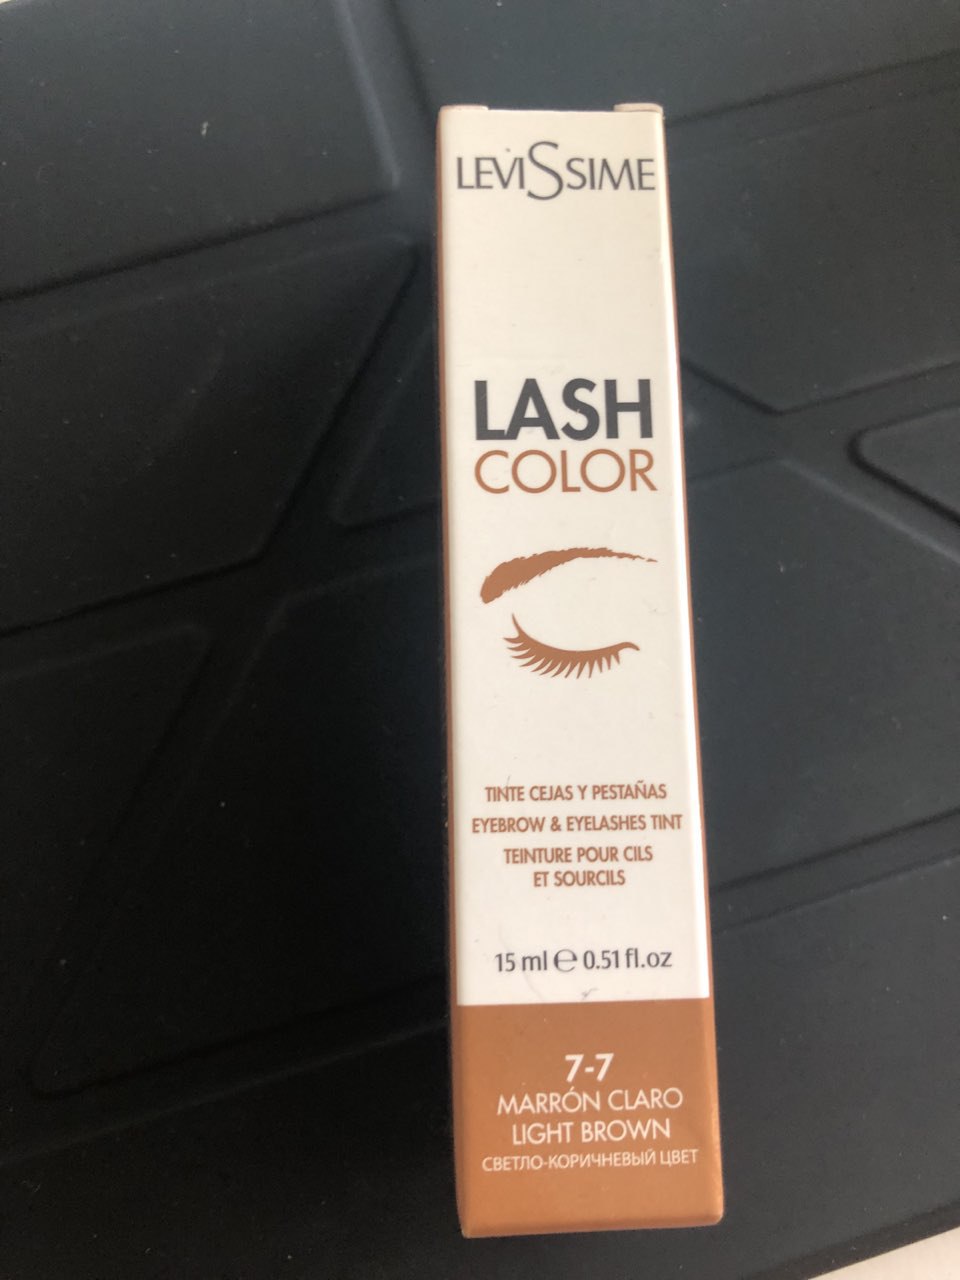 LEVISSIME
LASH
COLOR
TINTE CEJAS Y PESTAÑAS
EYEBROW & EYELASHES TINT
TEINTURE POUR CILS
ET SOURCILS
15 ml ℮ 0.51 fl.oz
7-7
MARRÓN CLARO
LIGHT BROWN
СВЕТЛО-КОРИЧНЕВЫЙ ЦВЕТ